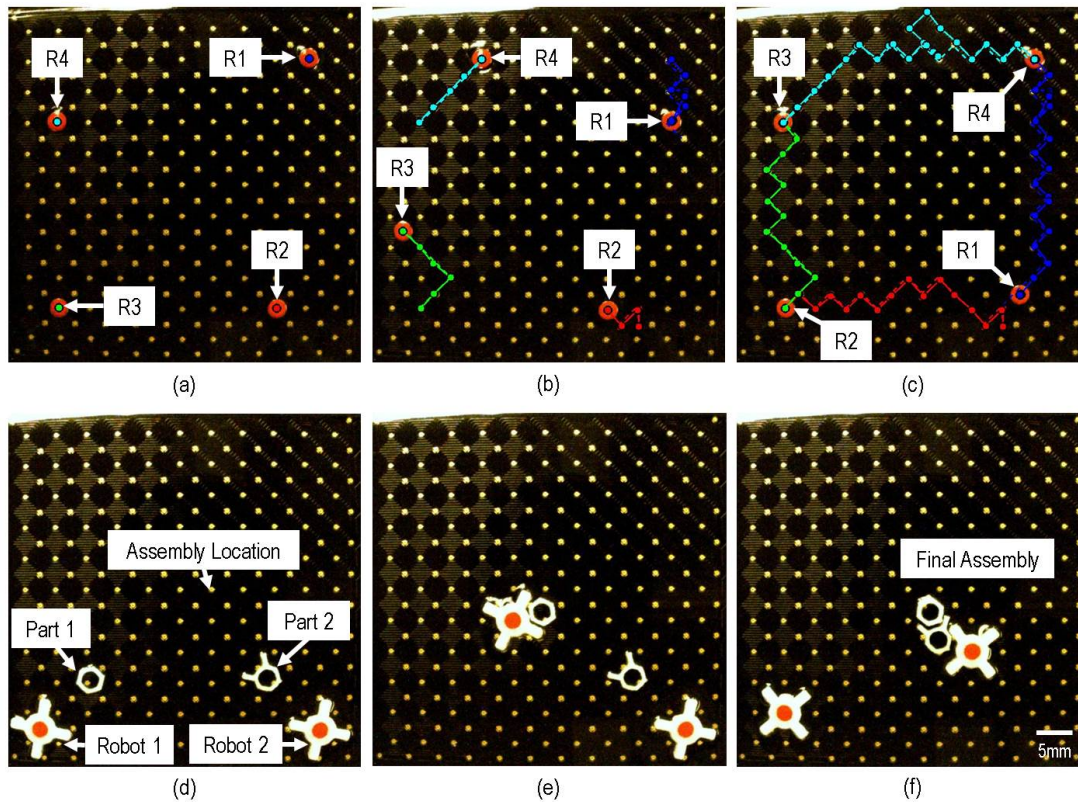 R4
R1
R2
R3
(a)
R4
R1
R3
R2
(b)
R3
R4
R1
R2
(c)
Assembly Location
Part 1
Part 2
Robot 1
Robot 2
(d)
(e)
Final Assembly
5mm
(f)